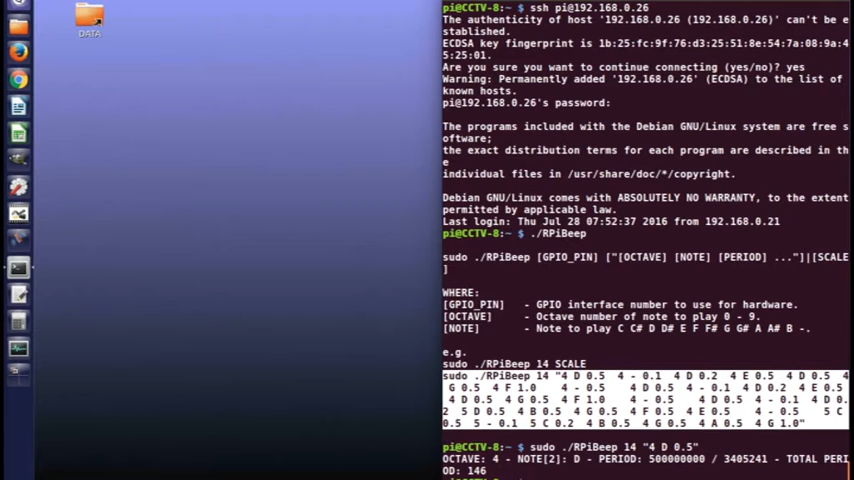 DATA
pi@CCTV-8:~ $ ssh pi@192.168.0.26
The authenticity of host '192.168.0.26 (192.168.0.26)' can't be e
stablished.
ECDSA key fingerprint is 1b:25:fc:9f:76:d3:25:51:8e:54:7a:08:9a:4
5:25:01.
Are you sure you want to continue connecting (yes/no)? yes
Warning: Permanently added '192.168.0.26' (ECDSA) to the list of
known hosts.
pi@192.168.0.26's password:
The programs included with the Debian GNU/Linux system are free s
oftware;
the exact distribution terms for each program are described in th
e
individual files in /usr/share/doc/*/copyright.
Debian GNU/Linux comes with ABSOLUTELY NO WARRANTY, to the extent
permitted by applicable law.
Last login: Thu Jul 28 07:52:37 2016 from 192.168.0.21
pi@CCTV-8:~ $ ./RPiBeep
sudo ./RPiBeep [GPIO_PIN] ["[OCTAVE] [NOTE] [PERIOD] ..."]|[SCALE
]
WHERE:
[GPIO_PIN] - GPIO interface number to use for hardware.
[OCTAVE] - Octave number of note to play 0 - 9.
[NOTE] - Note to play C C# D D# E F F# G G# A A# B -.
e.g.
sudo ./RPiBeep 14 SCALE
sudo ./RPiBeep 14 "4 D 0.5 4 - 0.1 4 D 0.2 4 E 0.5 4 D 0.5 4
G 0.5 4 F 1.0 4 - 0.5 4 D 0.5 4 - 0.1 4 D 0.2 4 E 0.5
4 D 0.5 4 G 0.5 4 F 1.0 4 - 0.5 4 D 0.5 4 - 0.1 4 D 0.
2 5 D 0.5 4 B 0.5 4 G 0.5 4 F 0.5 4 E 0.5 4 - 0.5 5 C
0.5 5 - 0.1 5 C 0.2 4 B 0.5 4 G 0.5 4 A 0.5 4 G 1.0"
pi@CCTV-8:~ $ sudo ./RPiBeep 14 "4 D 0.5"
OCTAVE: 4 - NOTE[2]: D - PERIOD: 500000000 / 3405241 - TOTAL PERI
OD: 146